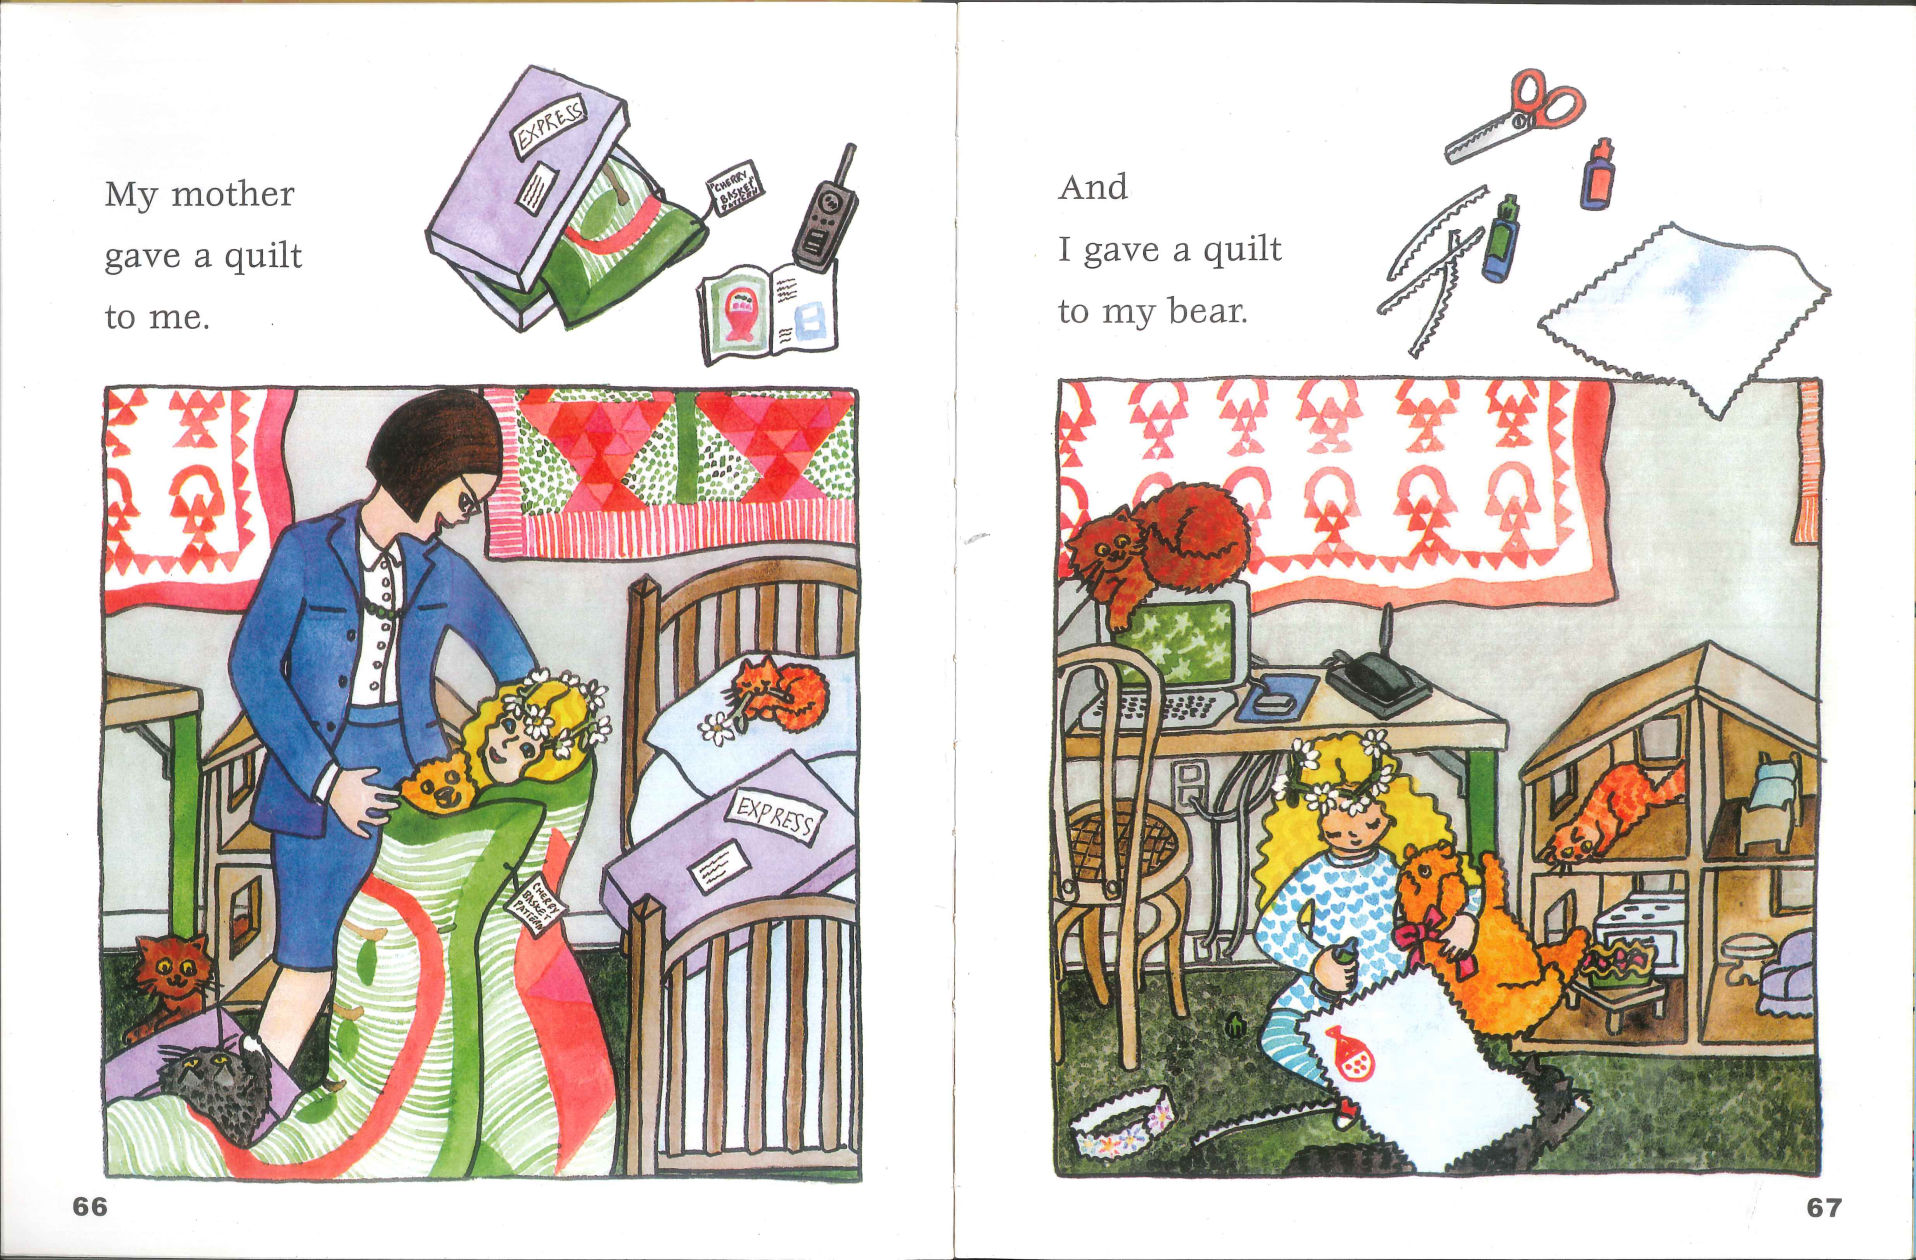 My mother
gave a quilt
to me.
EXPRESS
"CHERRY
BASKET"
PATTERN
EXPRESS
CHERRY
BASKET
PATTERN
66
And
I gave a quilt
to my bear.
67